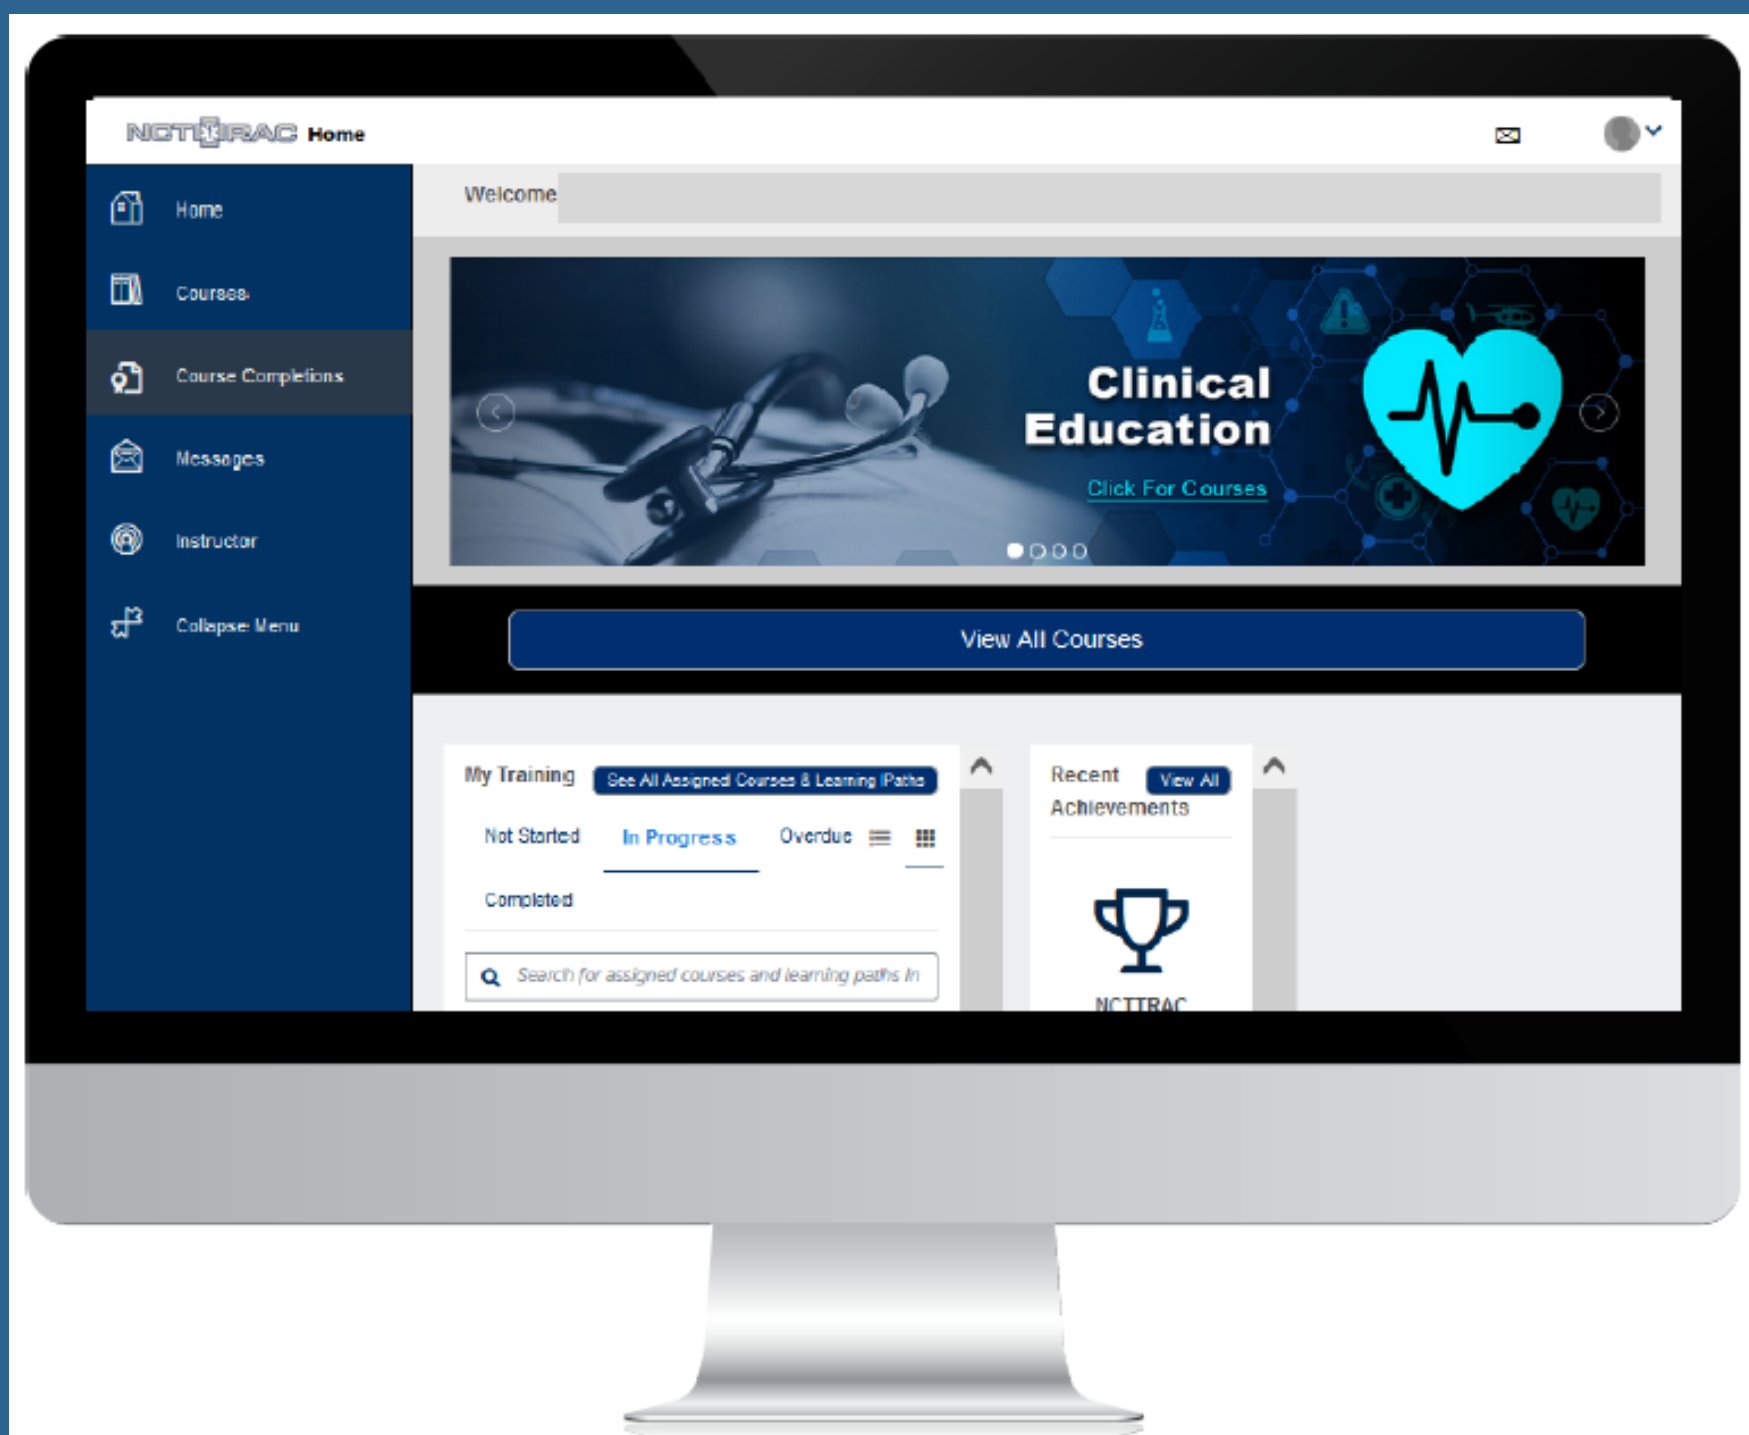 NCTTRAC Home
Home
Courses
Course Completions
Messages
Instructor
Collapse Menu
Welcome
Clinical
Education
Click For Courses
View All Courses
My Training
See All Assigned Courses & Learning Paths
Not Started
In Progress
Overdue
Completed
Search for assigned courses and learning paths In
Recent
Achievements
View All
NCTTRAC